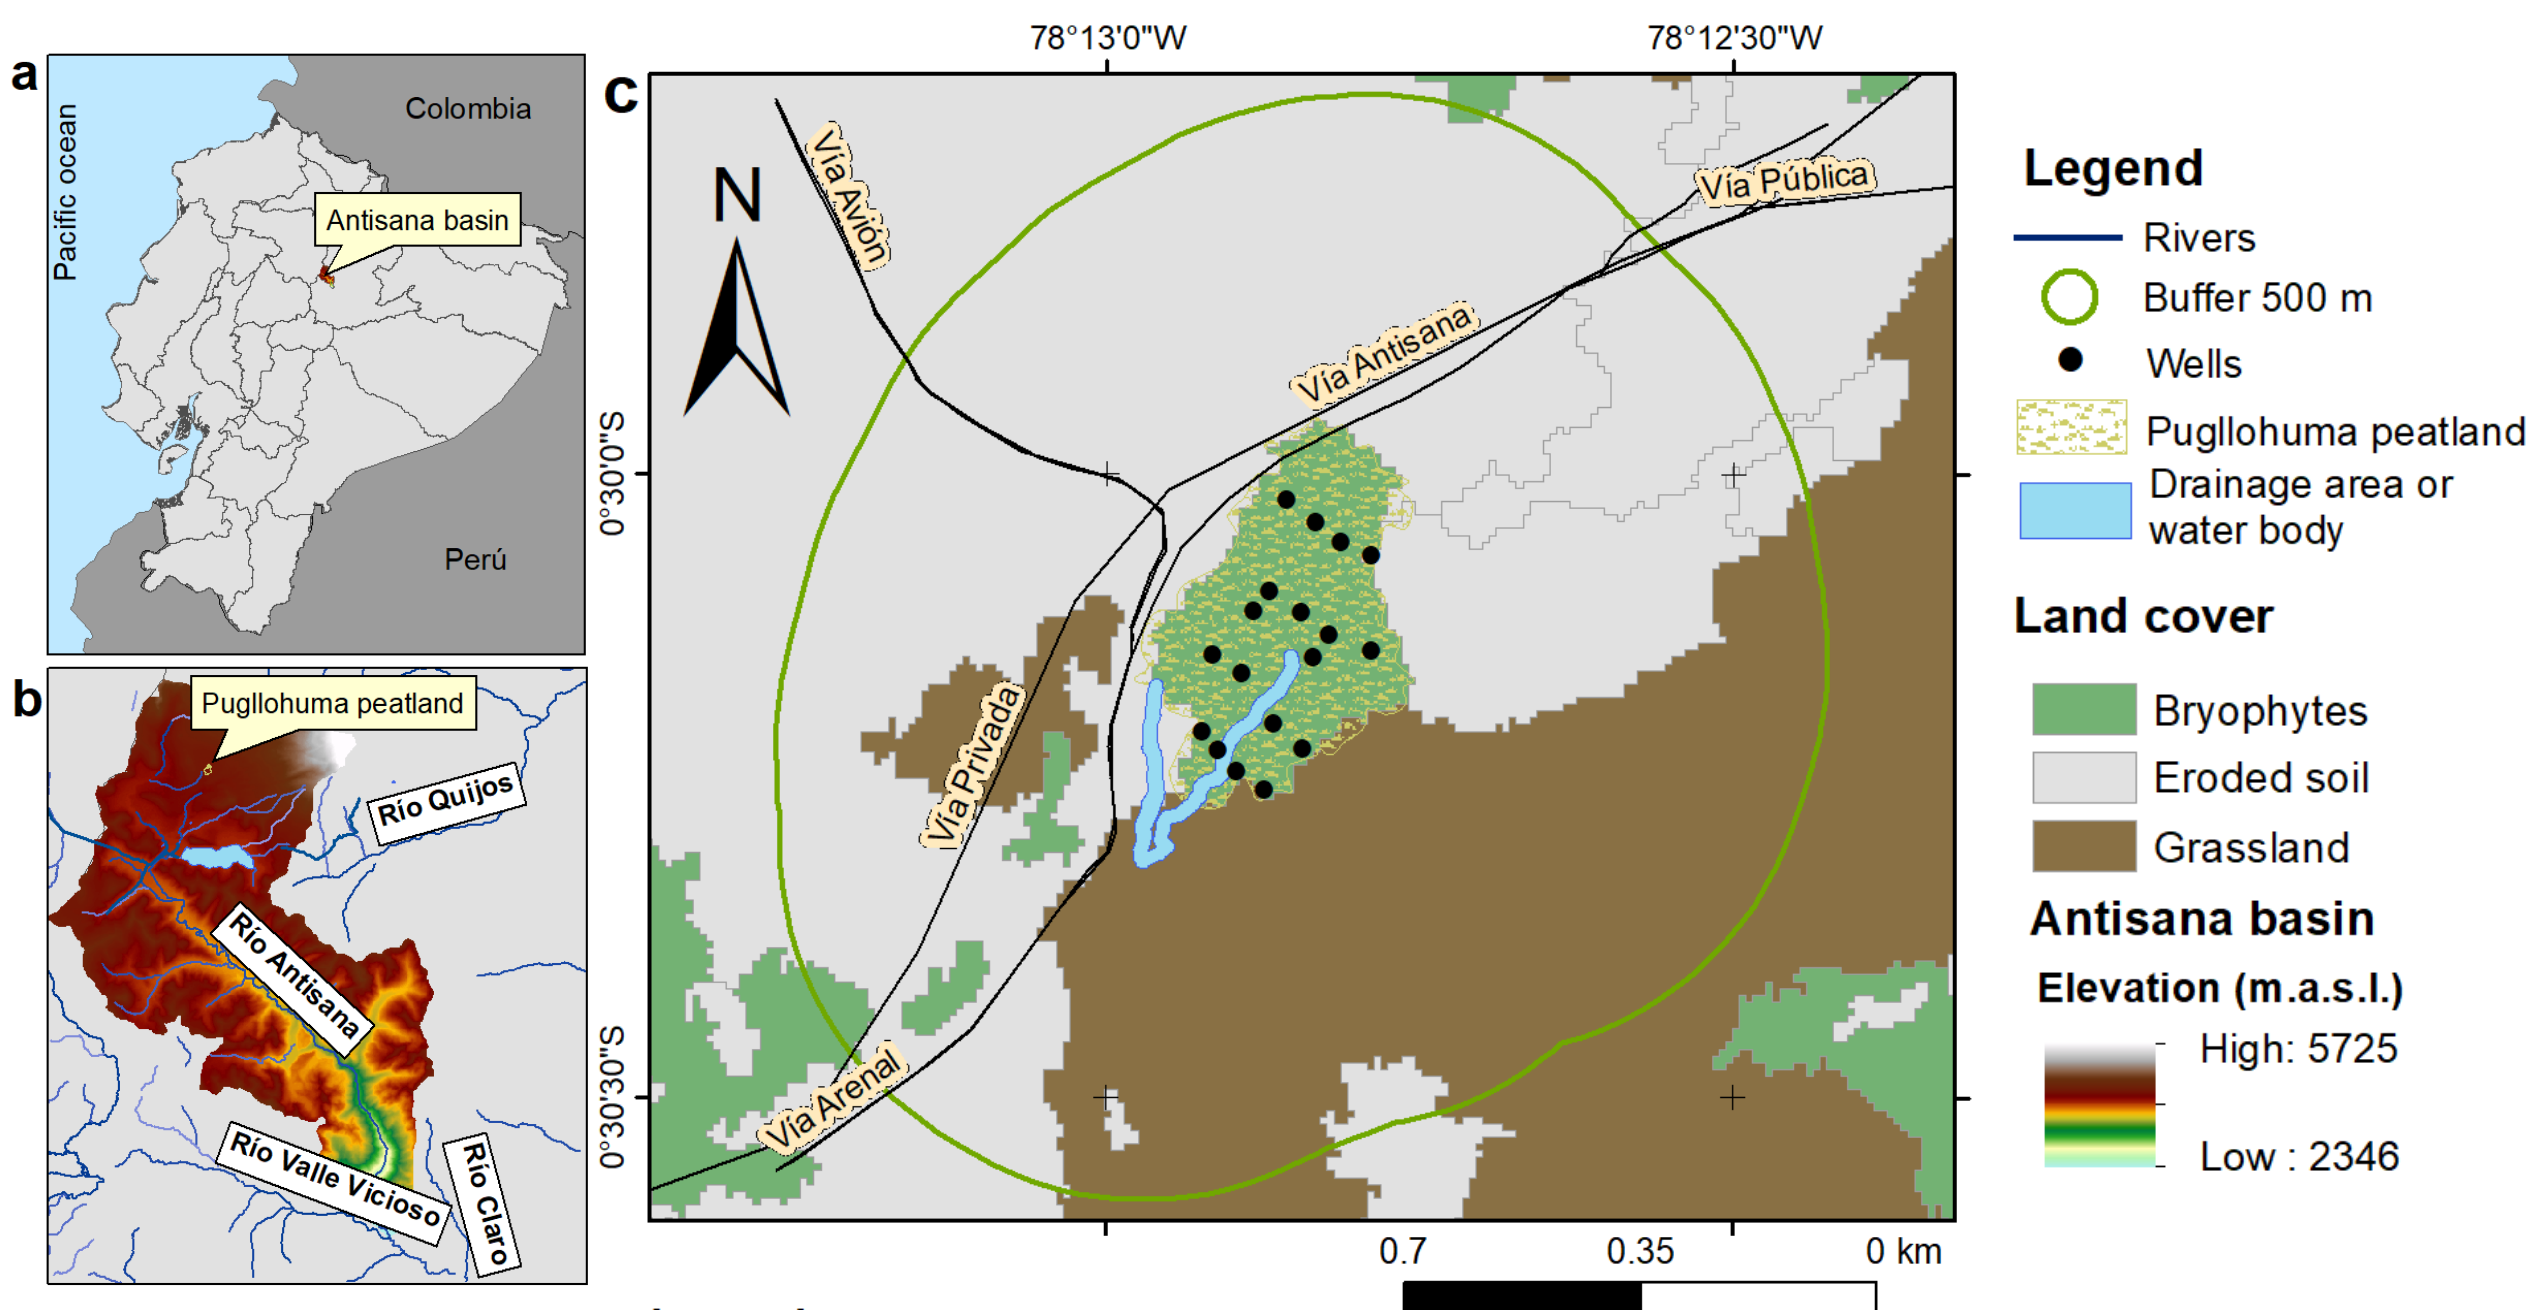 a
Pacific ocean
Colombia
Antisana basin
Perú
b
Pugllohuma peatland
Río Quijos
Río Antisana
Río Valle Vicioso
Río Claro
c
78°13'0"W
78°12'30"W
0°30'0"S
0°30'30"S
N
Vía Avión
Vía Pública
Vía Antisana
Vía Privada
Vía Arenal
0.7 0.35 0 km
Legend
Rivers
Buffer 500 m
Wells
Pugllohuma peatland
Drainage area or
water body
Land cover
Bryophytes
Eroded soil
Grassland
Antisana basin
Elevation (m.a.s.l.)
High: 5725
Low : 2346